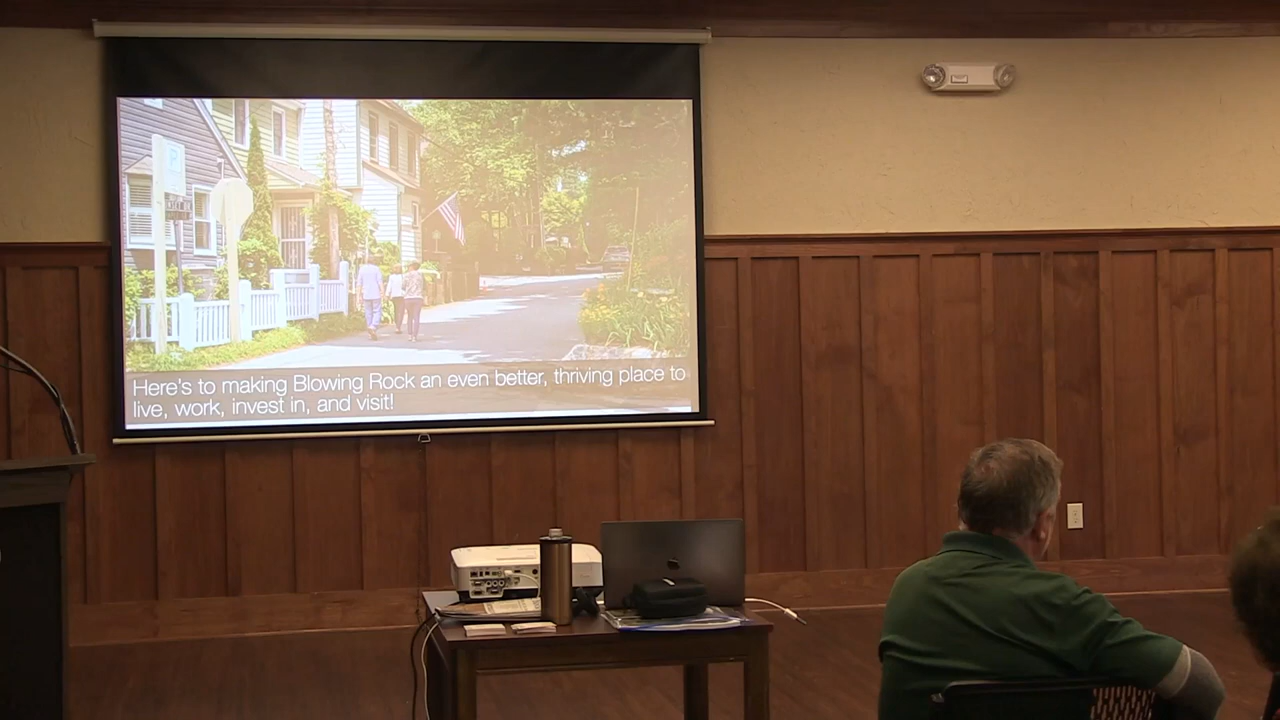 Here's to making Blowing Rock an even better, thriving place to
live, work, invest in, and visit!